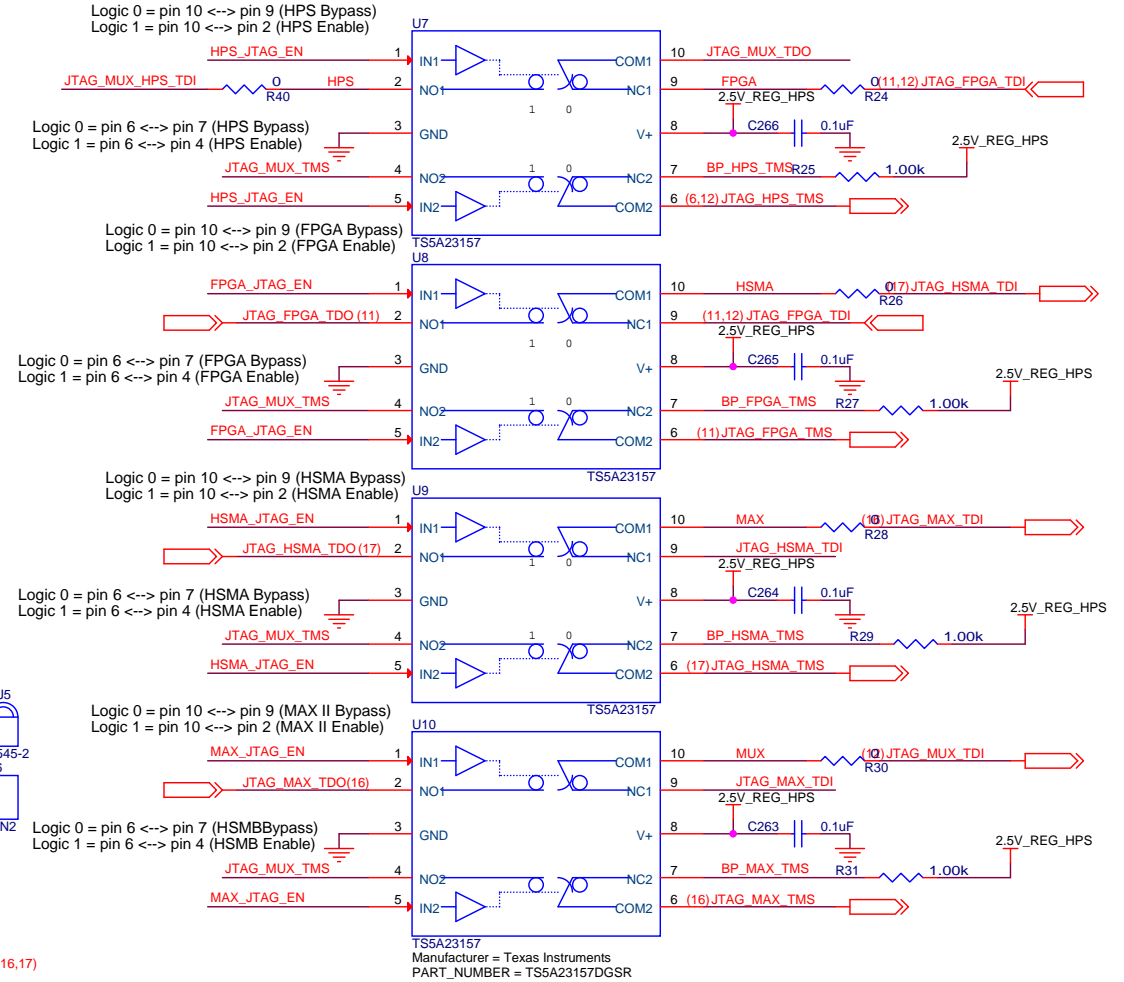 Logic 0 = pin 10 <--> pin 9 (HPS Bypass)
Logic 1 = pin 10 <--> pin 2 (HPS Enable)
U7
HPS_JTAG_EN 1 IN1 COM1 10 JTAG_MUX_TDO
JTAG_MUX_HPS_TDI 0 R40 HPS 2 NO1 NC1 9 FPGA 0 R24 (11,12) JTAG_FPGA_TDI
1 0
2.5V_REG_HPS
Logic 0 = pin 6 <--> pin 7 (HPS Bypass)
Logic 1 = pin 6 <--> pin 4 (HPS Enable)
3 GND V+ 8 C266 0.1uF
2.5V_REG_HPS
JTAG_MUX_TMS 4 NO2 1 0 NC2 7 BP_HPS_TMS R25 1.00k
HPS_JTAG_EN 5 IN2 COM2 6 (6,12) JTAG_HPS_TMS
TS5A23157
Logic 0 = pin 10 <--> pin 9 (FPGA Bypass)
Logic 1 = pin 10 <--> pin 2 (FPGA Enable)
U8
FPGA_JTAG_EN 1 IN1 COM1 10 HSMA 0 R26 (17) JTAG_HSMA_TDI
JTAG_FPGA_TDO (11) 2 NO1 NC1 9 (11,12) JTAG_FPGA_TDI
1 0
2.5V_REG_HPS
Logic 0 = pin 6 <--> pin 7 (FPGA Bypass)
Logic 1 = pin 6 <--> pin 4 (FPGA Enable)
3 GND V+ 8 C265 0.1uF
2.5V_REG_HPS
JTAG_MUX_TMS 4 NO2 1 0 NC2 7 BP_FPGA_TMS R27 1.00k
FPGA_JTAG_EN 5 IN2 COM2 6 (11) JTAG_FPGA_TMS
TS5A23157
Logic 0 = pin 10 <--> pin 9 (HSMA Bypass)
Logic 1 = pin 10 <--> pin 2 (HSMA Enable)
U9
HSMA_JTAG_EN 1 IN1 COM1 10 MAX R28 JTAG_MAX_TDI
JTAG_HSMA_TDO (17) 2 NO1 NC1 9 JTAG_HSMA_TDI
1 0
2.5V_REG_HPS
Logic 0 = pin 6 <--> pin 7 (HSMA Bypass)
Logic 1 = pin 6 <--> pin 4 (HSMA Enable)
3 GND V+ 8 C264 0.1uF
2.5V_REG_HPS
JTAG_MUX_TMS 4 NO2 1 0 NC2 7 BP_HSMA_TMS R29 1.00k
HSMA_JTAG_EN 5 IN2 COM2 6 (17) JTAG_HSMA_TMS
TS5A23157
Logic 0 = pin 10 <--> pin 9 (MAX II Bypass)
Logic 1 = pin 10 <--> pin 2 (MAX II Enable)
U10
MAX_JTAG_EN 1 IN1 COM1 10 MUX R30 JTAG_MUX_TDI
JTAG_MAX_TDO(16) 2 NO1 NC1 9 JTAG_MAX_TDI
1 0
2.5V_REG_HPS
Logic 0 = pin 6 <--> pin 7 (HSMBBypass)
Logic 1 = pin 6 <--> pin 4 (HSMB Enable)
3 GND V+ 8 C263 0.1uF
2.5V_REG_HPS
JTAG_MUX_TMS 4 NO2 1 0 NC2 7 BP_MAX_TMS R31 1.00k
MAX_JTAG_EN 5 IN2 COM2 6 (16) JTAG_MAX_TMS
TS5A23157
Manufacturer = Texas Instruments
PART_NUMBER = TS5A23157DGSR
545-2
N2
16,17)